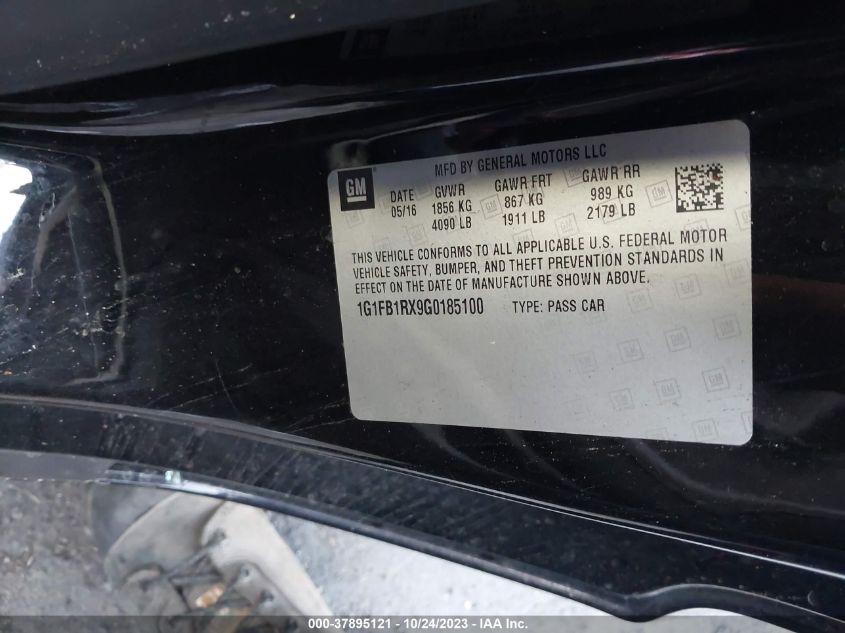 MFD BY GENERAL MOTORS LLC
GM
DATE GVWR GAWR FRT GAWR RR
05/16 1856 KG 867 KG 989 KG
4090 LB 1911 LB 2179 LB
THIS VEHICLE CONFORMS TO ALL APPLICABLE U.S. FEDERAL MOTOR
VEHICLE SAFETY, BUMPER, AND THEFT PREVENTION STANDARDS IN
EFFECT ON THE DATE OF MANUFACTURE SHOWN ABOVE.
1G1FB1RX9G0185100 TYPE: PASS CAR
000-37895121 - 10/24/2023 - IAA Inc.